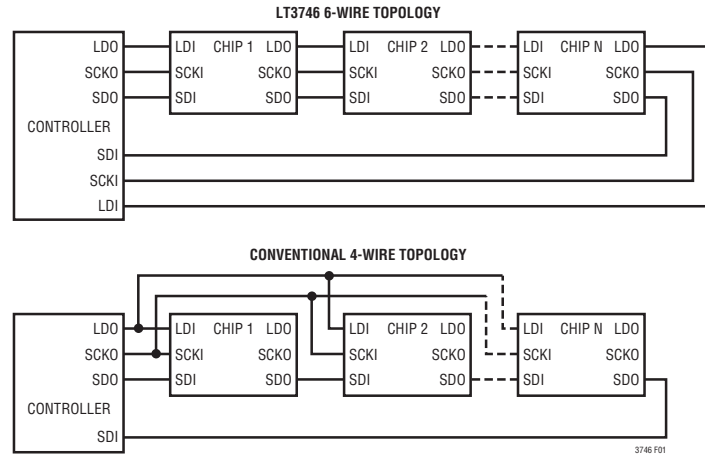 LT3746 6-WIRE TOPOLOGY
LDO LDI CHIP 1 LDO LDI CHIP 2 LDO LDI CHIP N LDO
SCKO SCKI SCKO SCKI SCKO SCKI SCKO
SDO SDI SDO SDI SDO SDI SDO
CONTROLLER
SDI
SCKI
LDI
CONVENTIONAL 4-WIRE TOPOLOGY
LDO LDI CHIP 1 LDO LDI CHIP 2 LDO LDI CHIP N LDO
SCKO SCKI SCKO SCKI SCKO SCKI SCKO
SDO SDI SDO SDI SDO SDI SDO
CONTROLLER
SDI
3746 F01